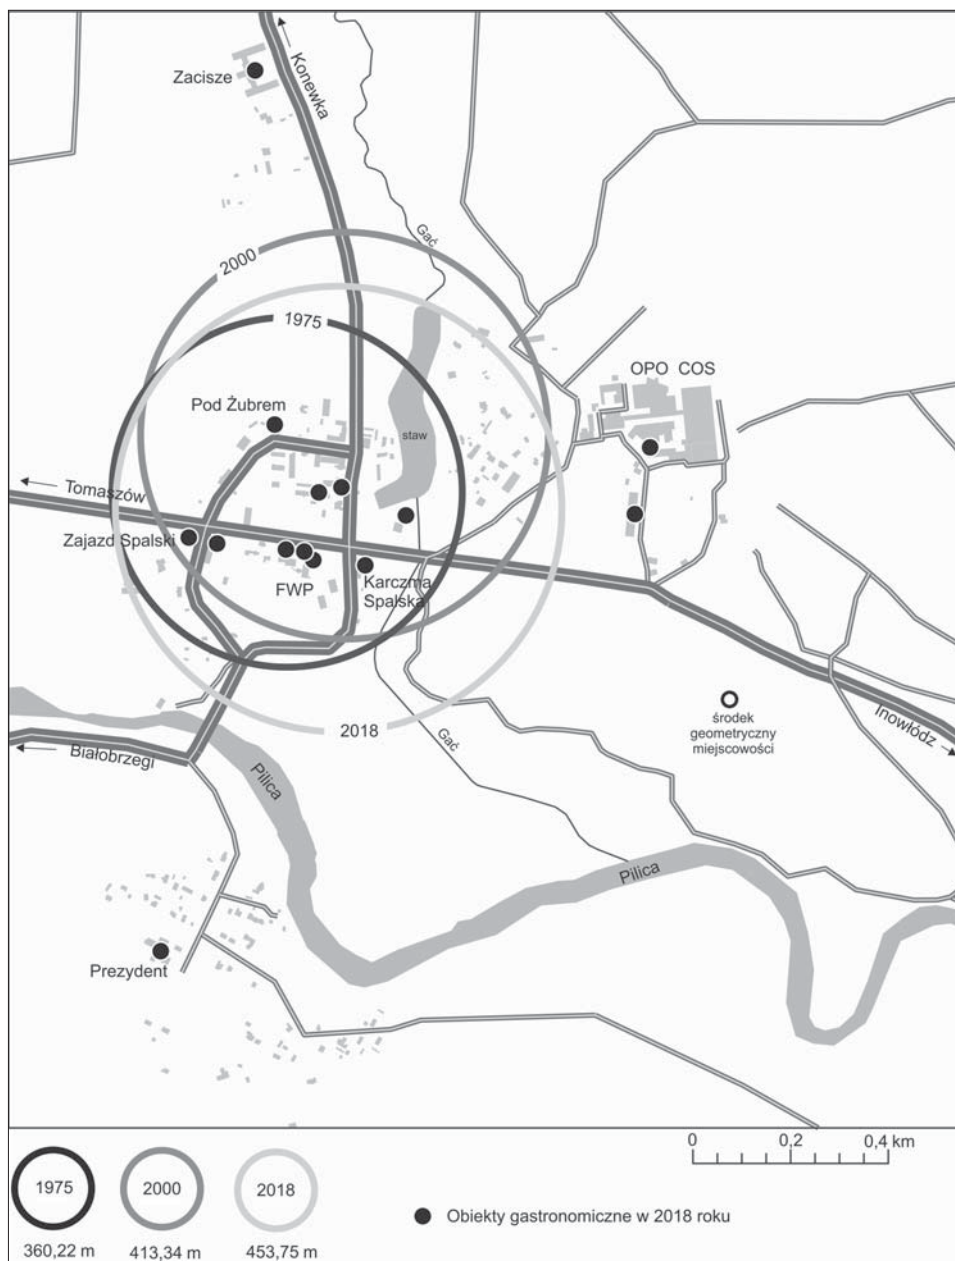 Konewka
Zacisze
Gać
2000
1975
OPO COS
Pod Żubrem
staw
Tomaszów
Zajazd Spalski
FWP
Karczma
Spalska
środek
geometryczny
miejscowości
Inowłódz
2018
Gać
Białobrzegi
Pilica
Pilica
Prezydent
0 0,2 0,4 km
1975 2000 2018
Obiekty gastronomiczne w 2018 roku
360,22 m 413,34 m 453,75 m